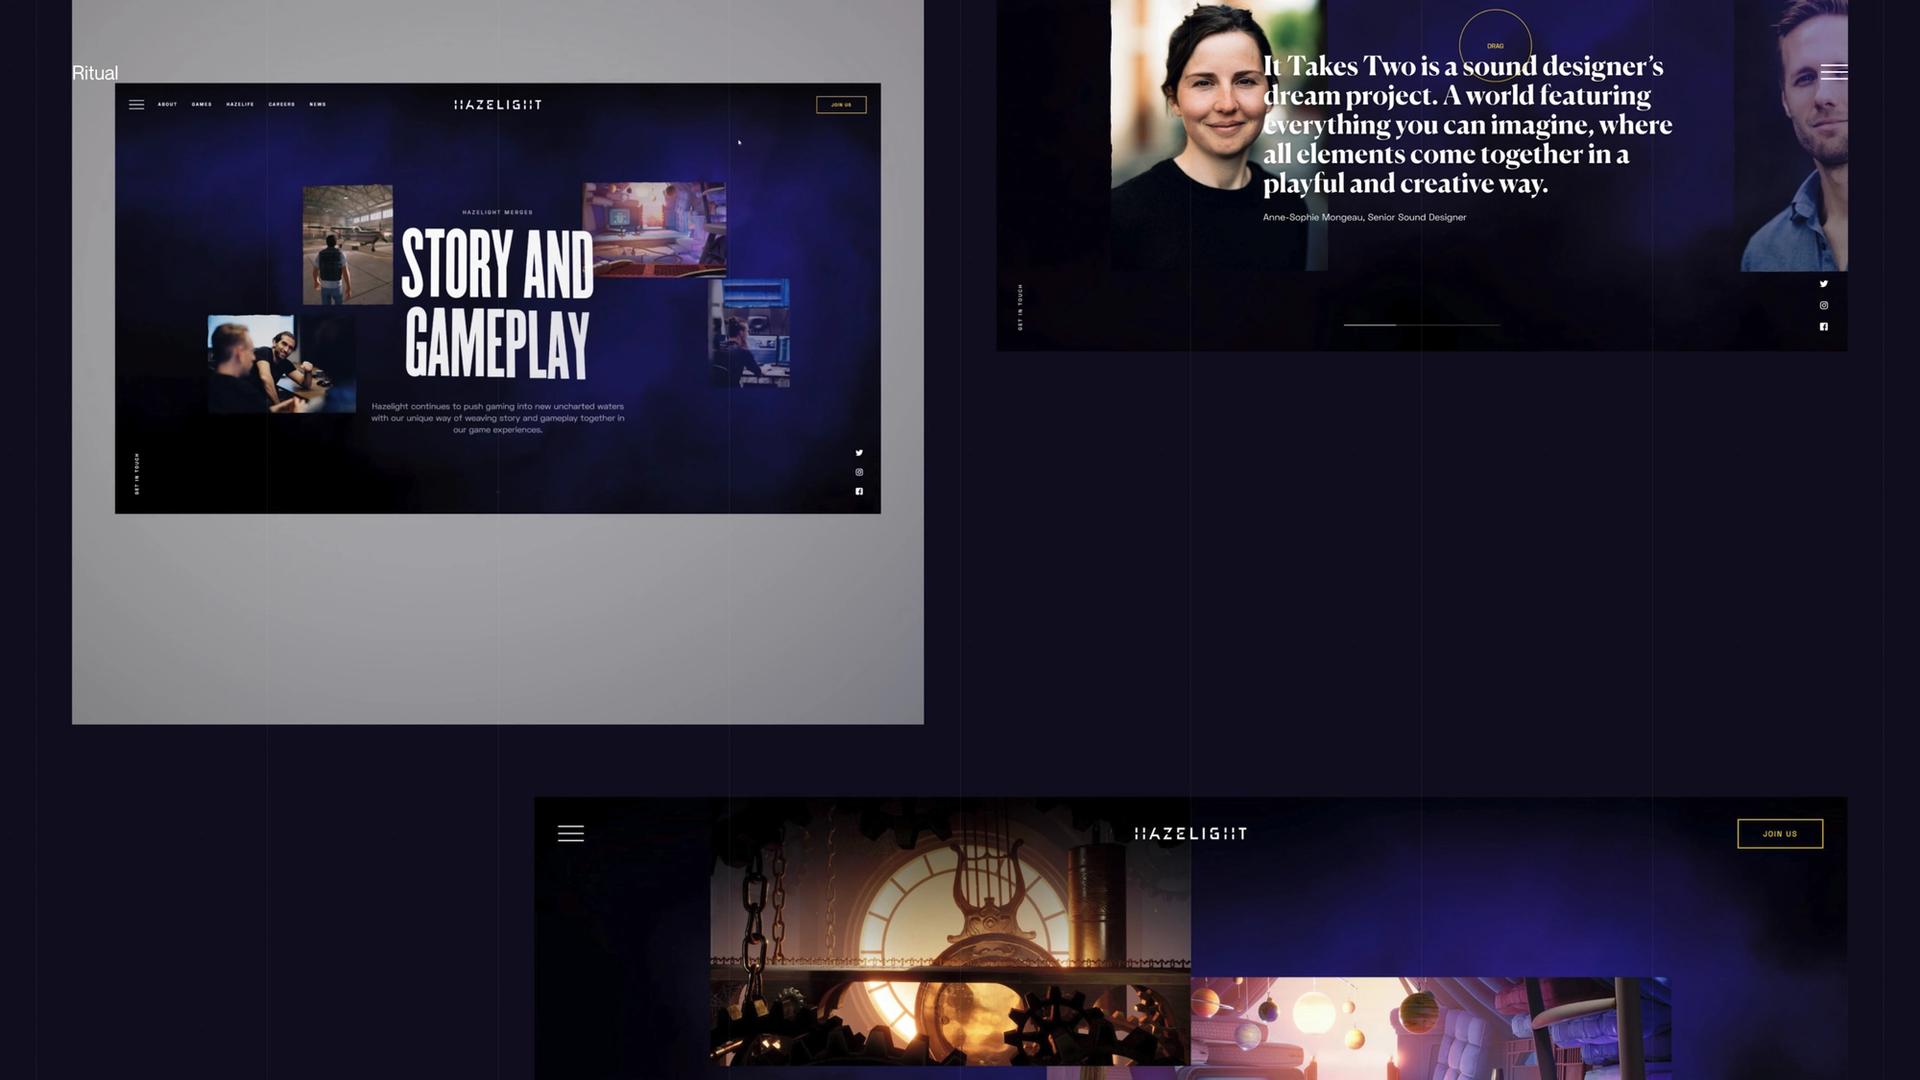 Ritual
ABOUT GAMES HAZELIFE CAREERS NEWS
HAZELIGHT
JOIN US
HAZELIGHT MERGES
STORY AND
GAMEPLAY
Hazelight continues to push gaming into new uncharted waters
with our unique way of weaving story and gameplay together in
our game experiences.
GET IN TOUCH
DRAG
It Takes Two is a sound designer’s
dream project. A world featuring
everything you can imagine, where
all elements come together in a
playful and creative way.
Anne-Sophie Mongeau, Senior Sound Designer
GET IN TOUCH
HAZELIGHT
JOIN US